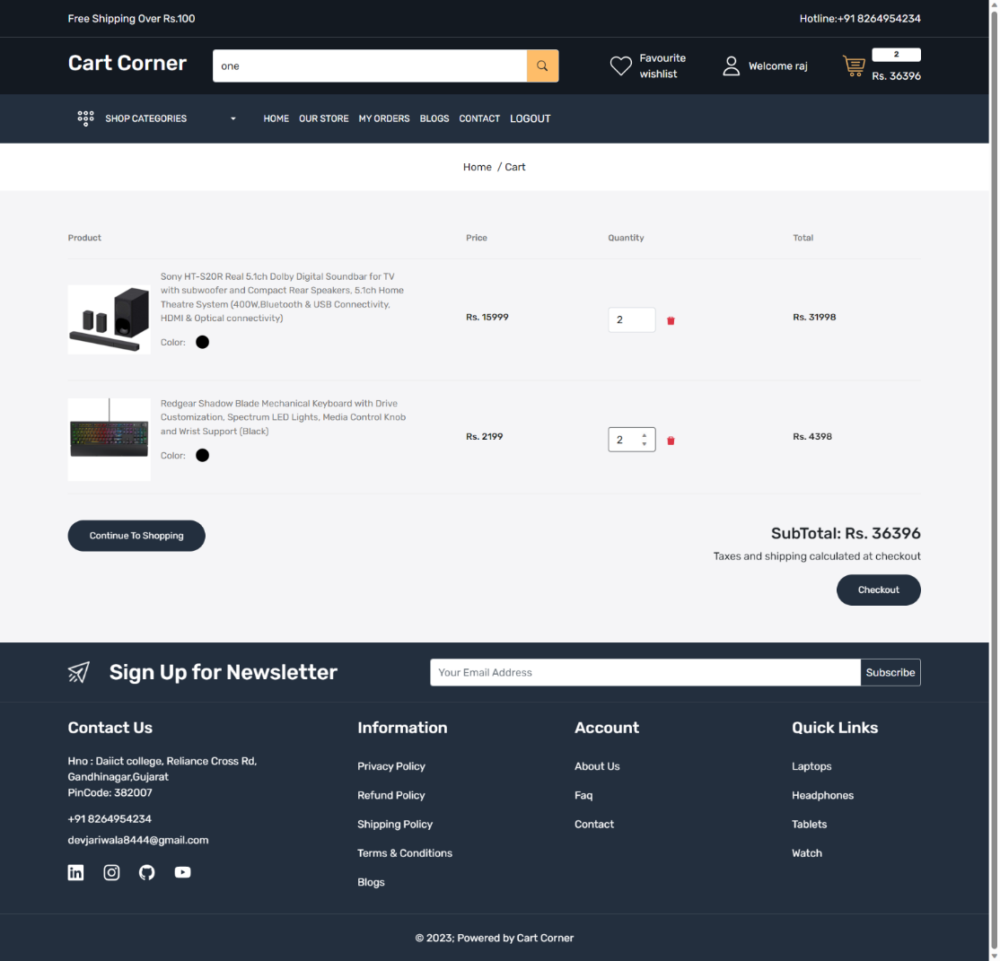 Free Shipping Over Rs.100
Hotline:+91 8264954234
Cart Corner
one
Favourite
wishlist
Welcome raj
2
Rs. 36396
SHOP CATEGORIES
HOME
OUR STORE
MY ORDERS
BLOGS
CONTACT
LOGOUT
Home / Cart
Product
Price
Quantity
Total
Sony HT-S20R Real 5.1ch Dolby Digital Soundbar for TV
with subwoofer and Compact Rear Speakers, 5.1ch Home
Theatre System (400W,Bluetooth & USB Connectivity,
HDMI & Optical connectivity)
Color:
Rs. 15999
2
Rs. 31998
Redgear Shadow Blade Mechanical Keyboard with Drive
Customization, Spectrum LED Lights, Media Control Knob
and Wrist Support (Black)
Color:
Rs. 2199
2
Rs. 4398
Continue To Shopping
SubTotal: Rs. 36396
Taxes and shipping calculated at checkout
Checkout
Sign Up for Newsletter
Your Email Address
Subscribe
Contact Us
Hno : Daiict college, Reliance Cross Rd,
Gandhinagar,Gujarat
PinCode: 382007
+91 8264954234
devjariwala8444@gmail.com
Information
Privacy Policy
Refund Policy
Shipping Policy
Terms & Conditions
Blogs
Account
About Us
Faq
Contact
Quick Links
Laptops
Headphones
Tablets
Watch
© 2023; Powered by Cart Corner